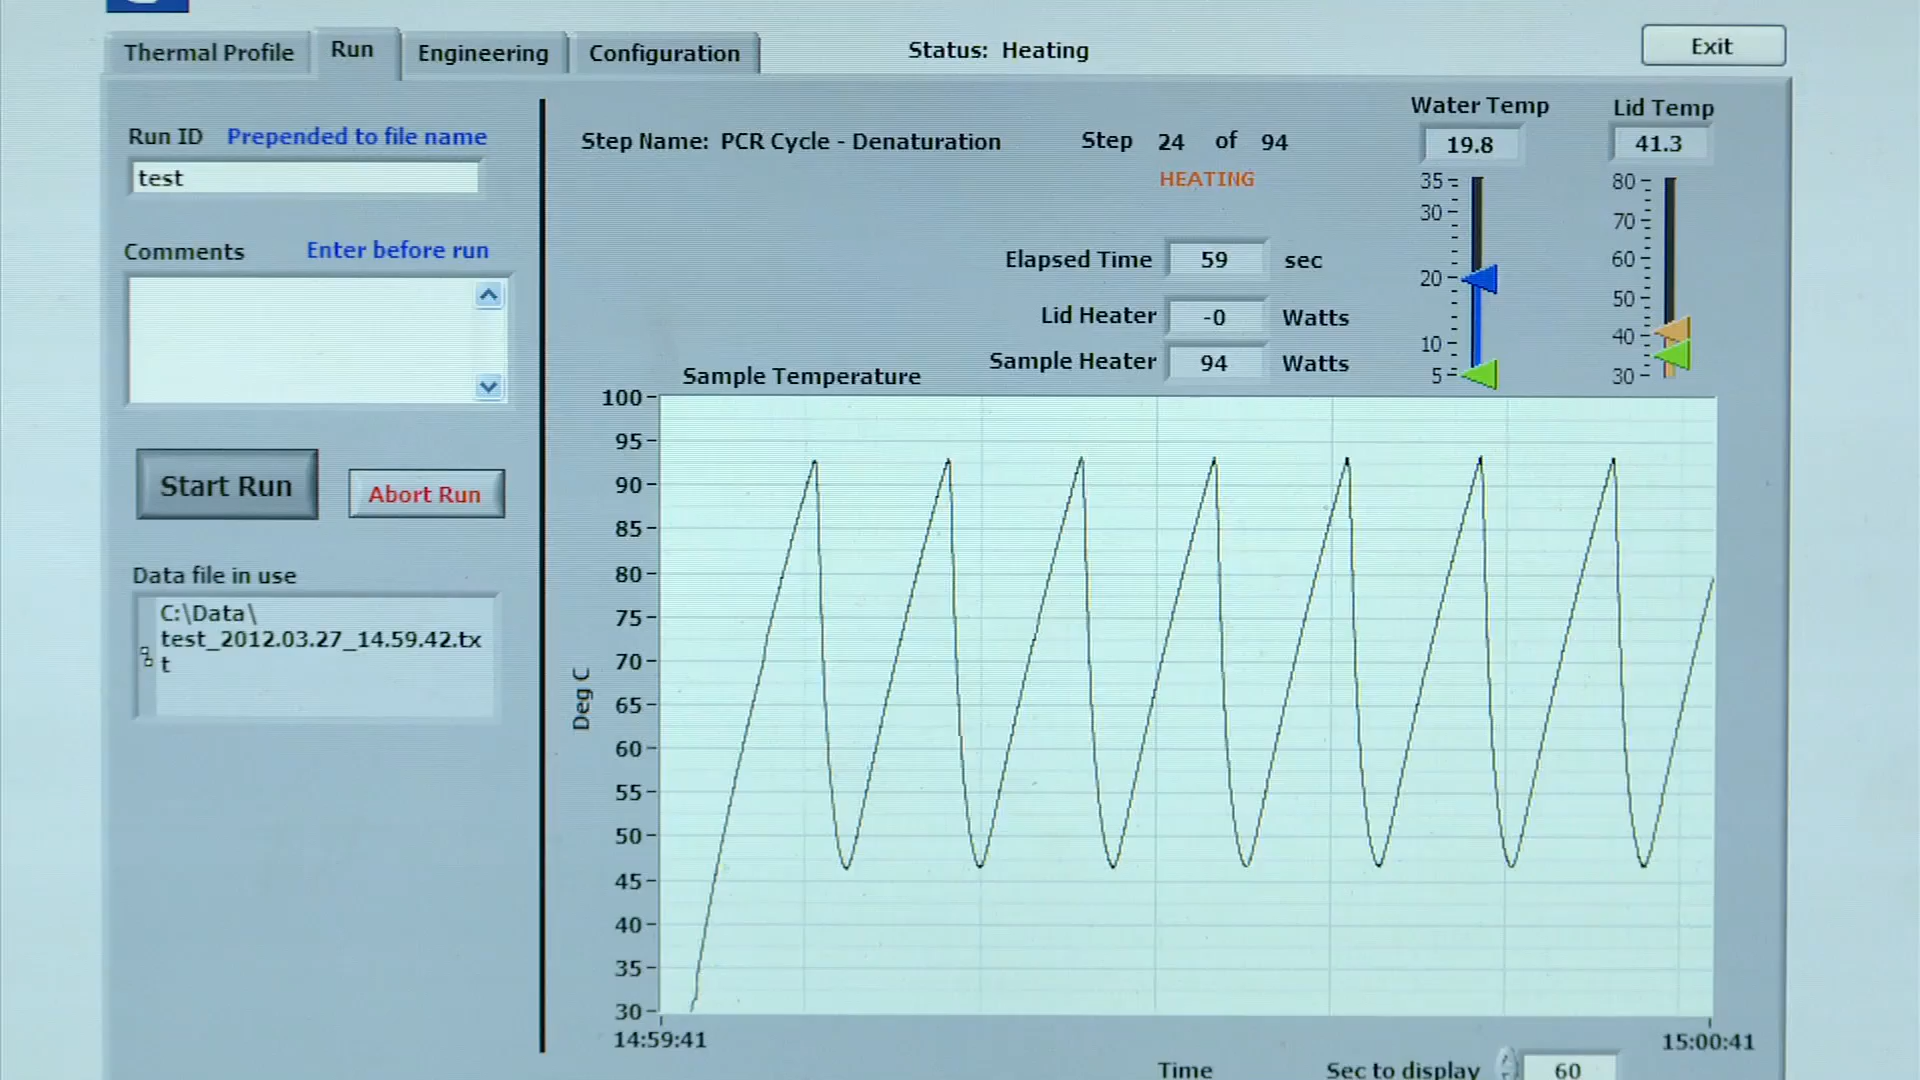 Thermal Profile
Run
Engineering
Configuration
Status: Heating
Exit
Run ID Prepended to file name
test
Comments Enter before run
Start Run
Abort Run
Data file in use
C:\Data\
test_2012.03.27_14.59.42.tx
t
Step Name: PCR Cycle - Denaturation
Step 24 of 94
HEATING
Elapsed Time 59 sec
Lid Heater -0 Watts
Sample Heater 94 Watts
Water Temp
19.8
35
30
20
10
5
Lid Temp
41.3
80
70
60
50
40
30
Sample Temperature
100
95
90
85
80
75
70
65
60
55
50
45
40
35
30
Deg C
14:59:41
15:00:41
Time
Sec to display 60